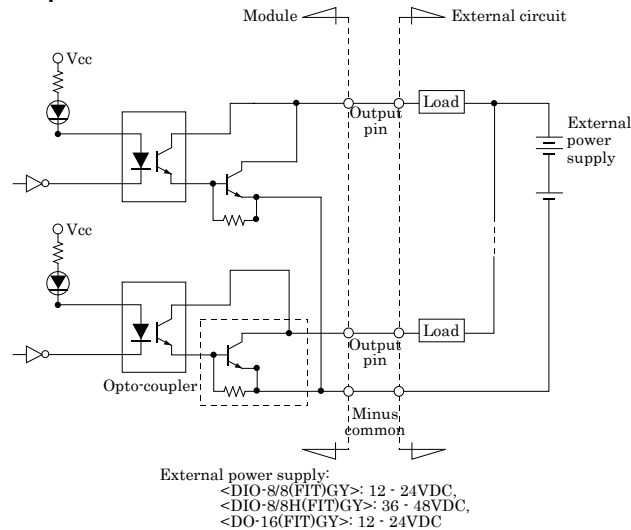 Module
External circuit
Vcc
Load
Output
pin
External
power
supply
Vcc
Load
Output
pin
Opto-coupler
Minus
common
External power supply:
<DIO-8/8(FIT)GY>: 12 - 24VDC,
<DIO-8/8H(FIT)GY>: 36 - 48VDC,
<DO-16(FIT)GY>: 12 - 24VDC